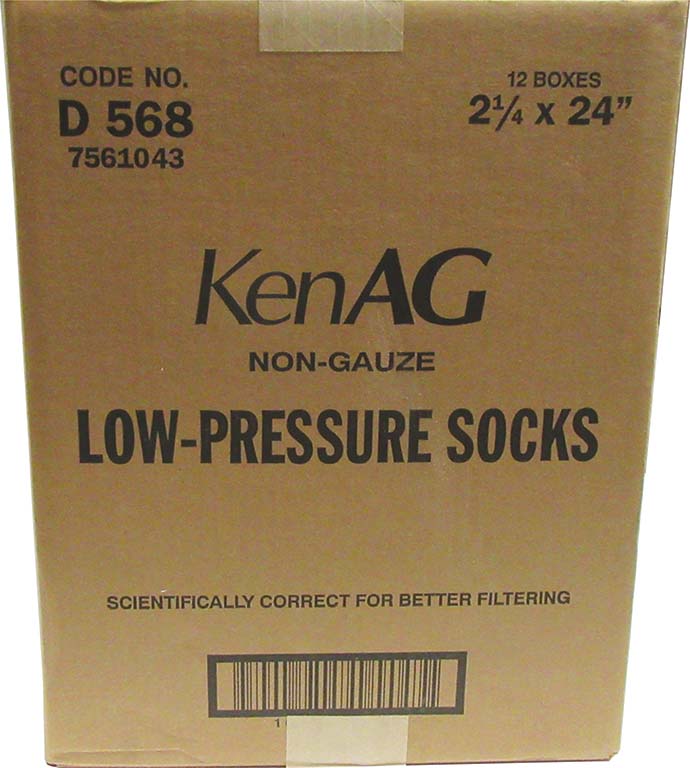 CODE NO.
D 568
7561043
12 BOXES
2¼ x 24”
KenAG
NON-GAUZE
LOW-PRESSURE SOCKS
SCIENTIFICALLY CORRECT FOR BETTER FILTERING
1